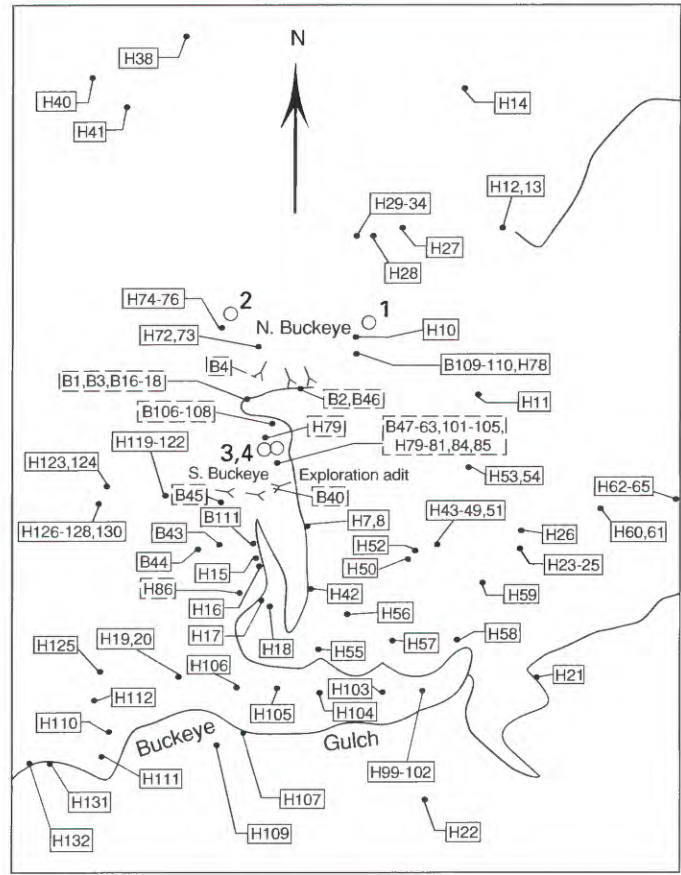 N
H38
H40
H14
H41
H12,13
H29-34
H27
H28
2
H74-76
1
N. Buckeye
H10
H72,73
B4
B109-110,H78
B1,B3,B16-18
B2,B46
H11
B106-108
H79
B47-63,101-105,
H79-81,84,85
H119-122
3,4
H123,124
S. Buckeye
Exploration adit
H53,54
H62-65
B45
B40
H126-128,130
B111
H7,8
H43-49,51
H26
H60,61
B43
H52
B44
H15
H50
H23-25
H86
H16
H42
H59
H56
H17
H18
H19,20
H57
H58
H125
H55
H106
H21
H112
H105
H103
H104
H110
Buckeye Gulch
H111
H99-102
H131
H107
H132
H109
H22